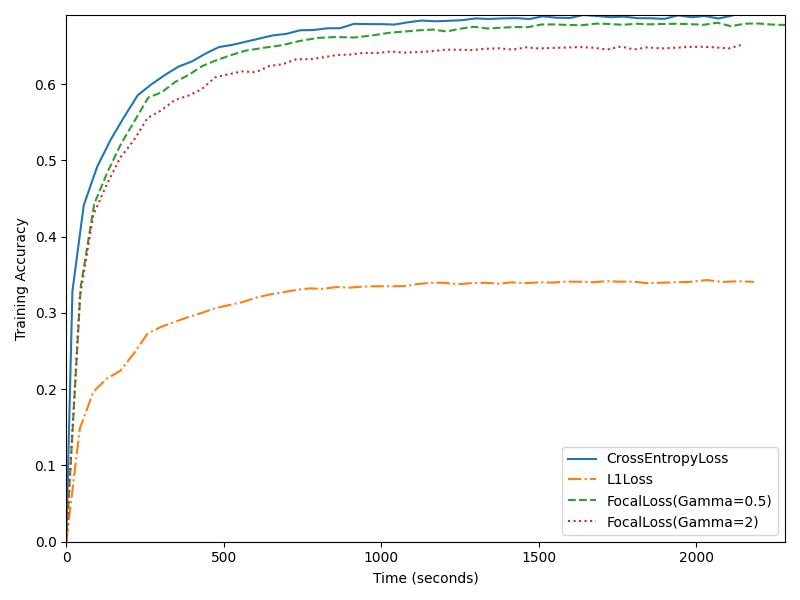 0.6
0.5
0.4
0.3
0.2
0.1
0.0
Training Accuracy
CrossEntropyLoss
L1Loss
FocalLoss(Gamma=0.5)
FocalLoss(Gamma=2)
0 500 1000 1500 2000
Time (seconds)